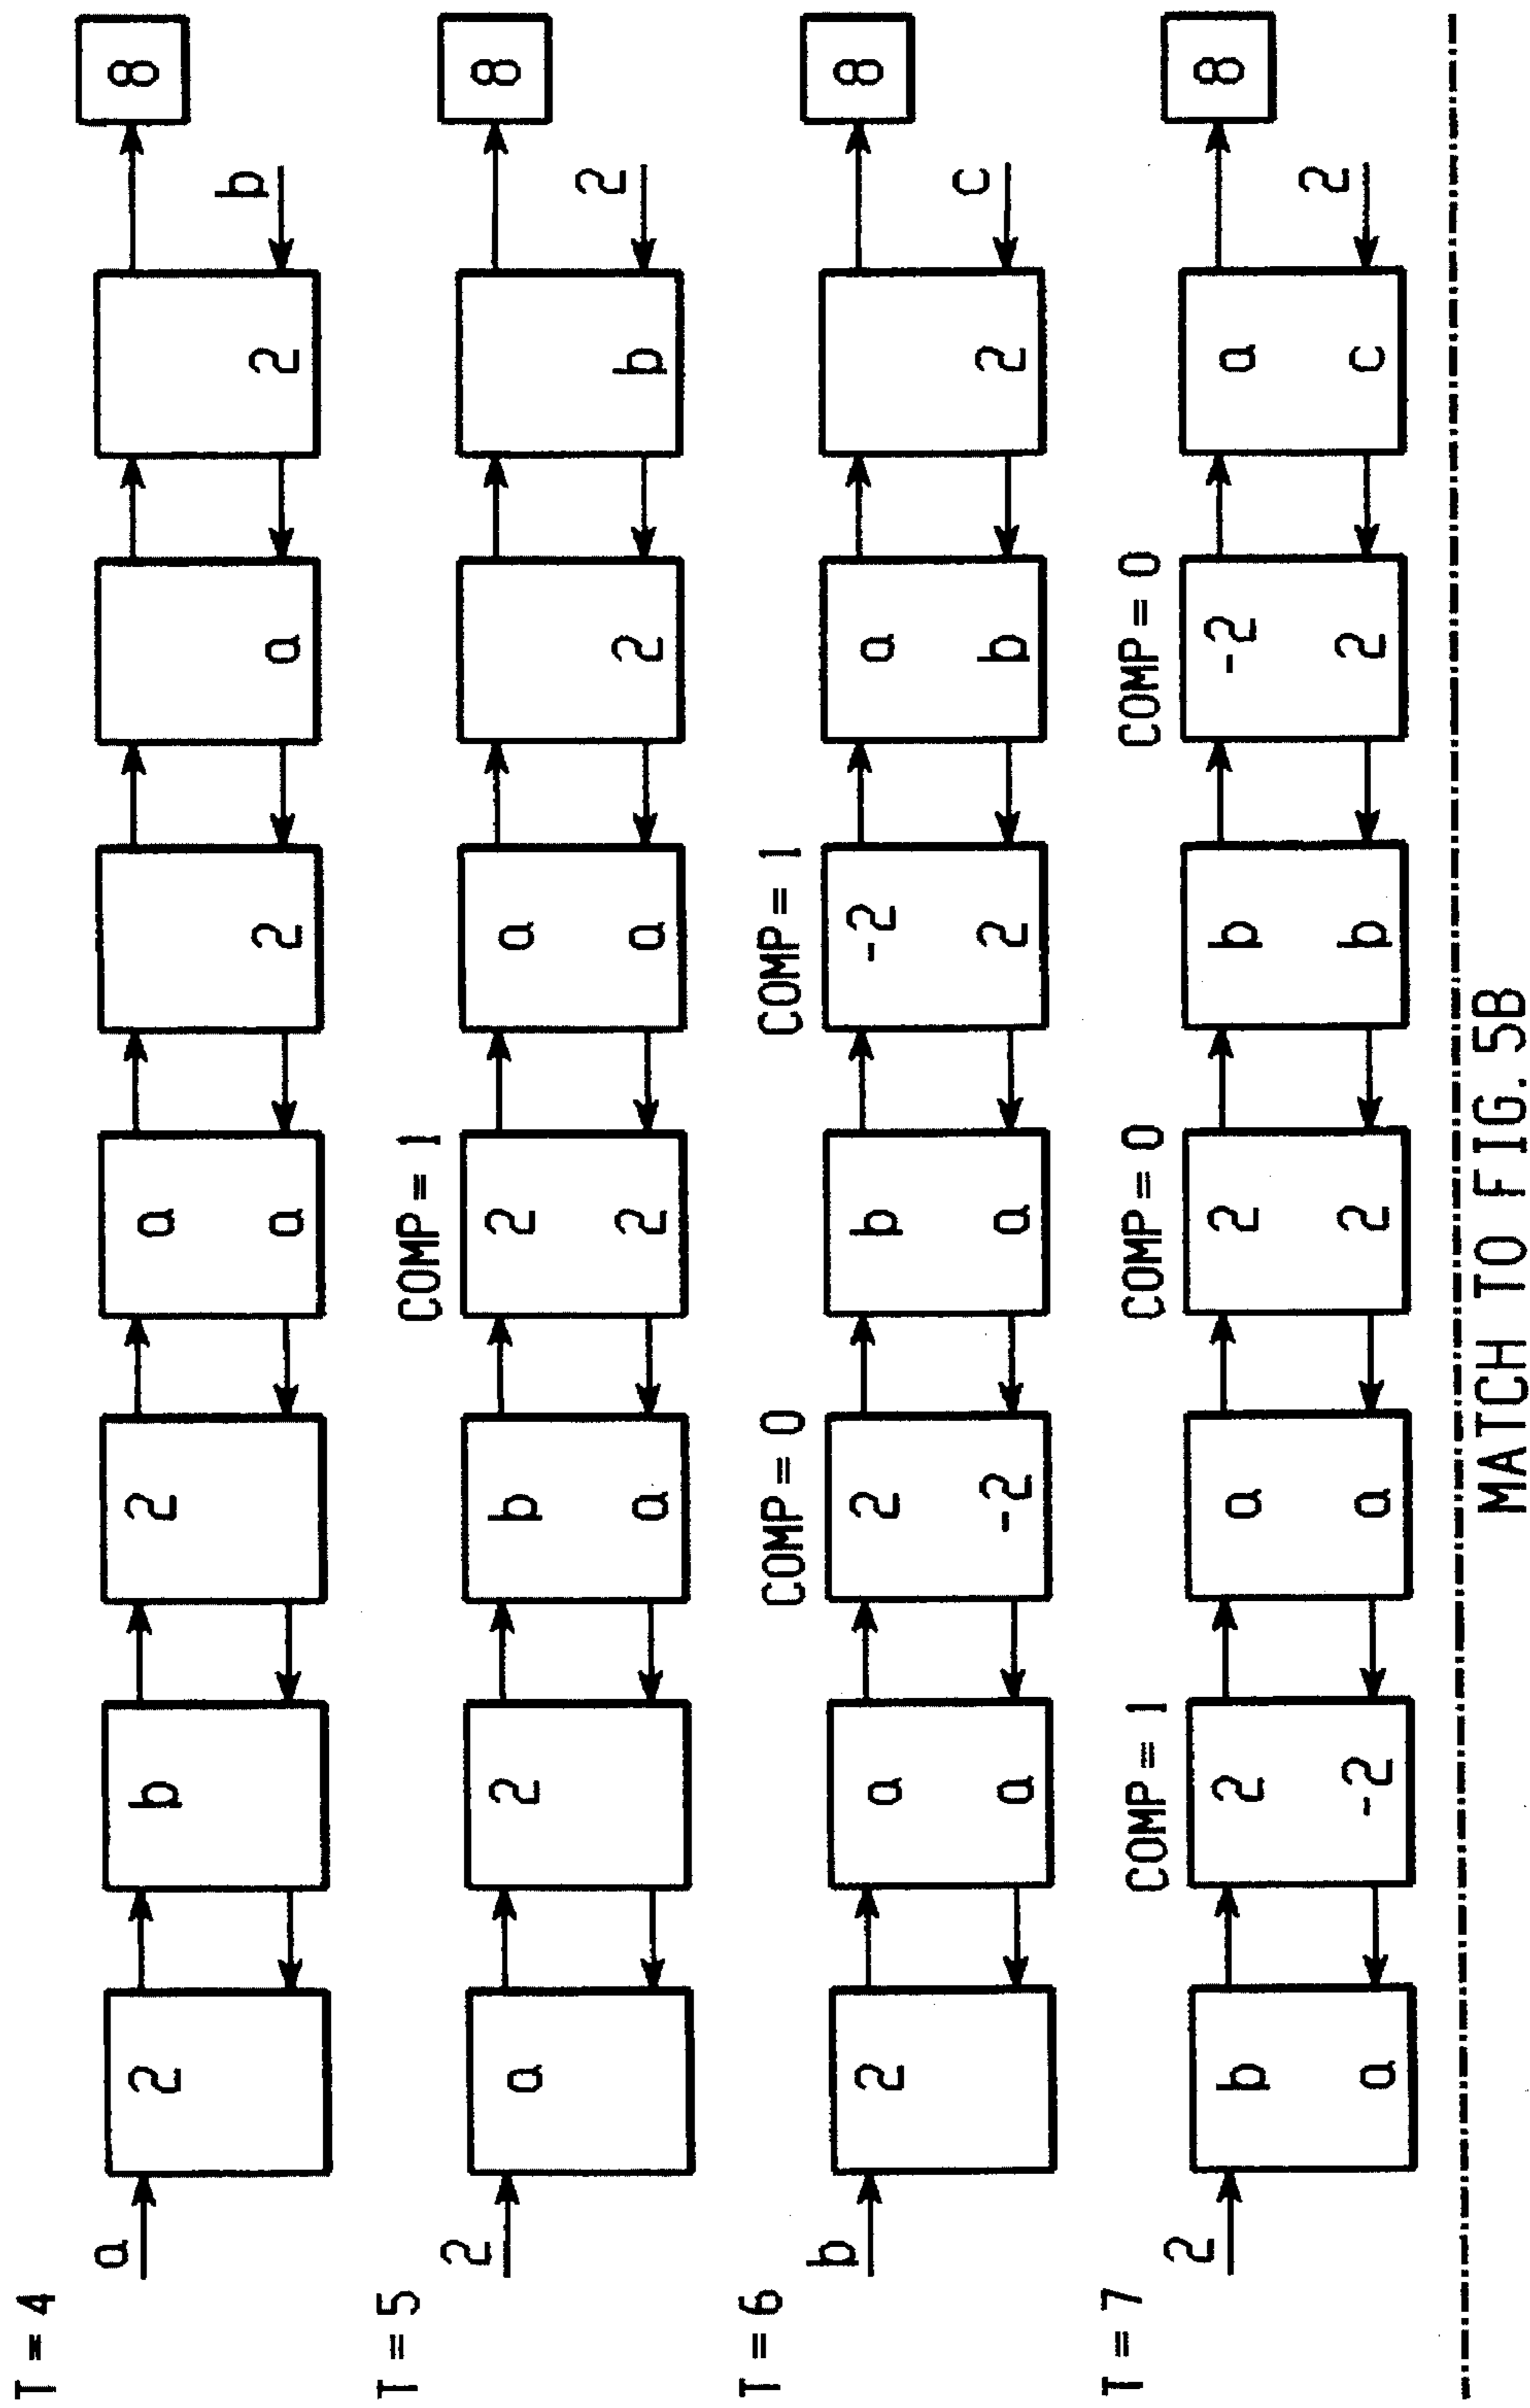 T = 4
a 2 b 2 a 8
a 2 a 2 b
T = 5 COMP = 1
2 a 2 b 2 a 8
a 2 a 2 b 2
T = 6 COMP = 0 COMP = 1
b 2 a 2 b -2 a 8
a -2 a 2 b 2 c
T = 7 COMP = 1 COMP = 0 COMP = 0
2 b 2 a 2 b -2 a 8
a -2 a 2 b 2 c 2
MATCH TO FIG. 5B